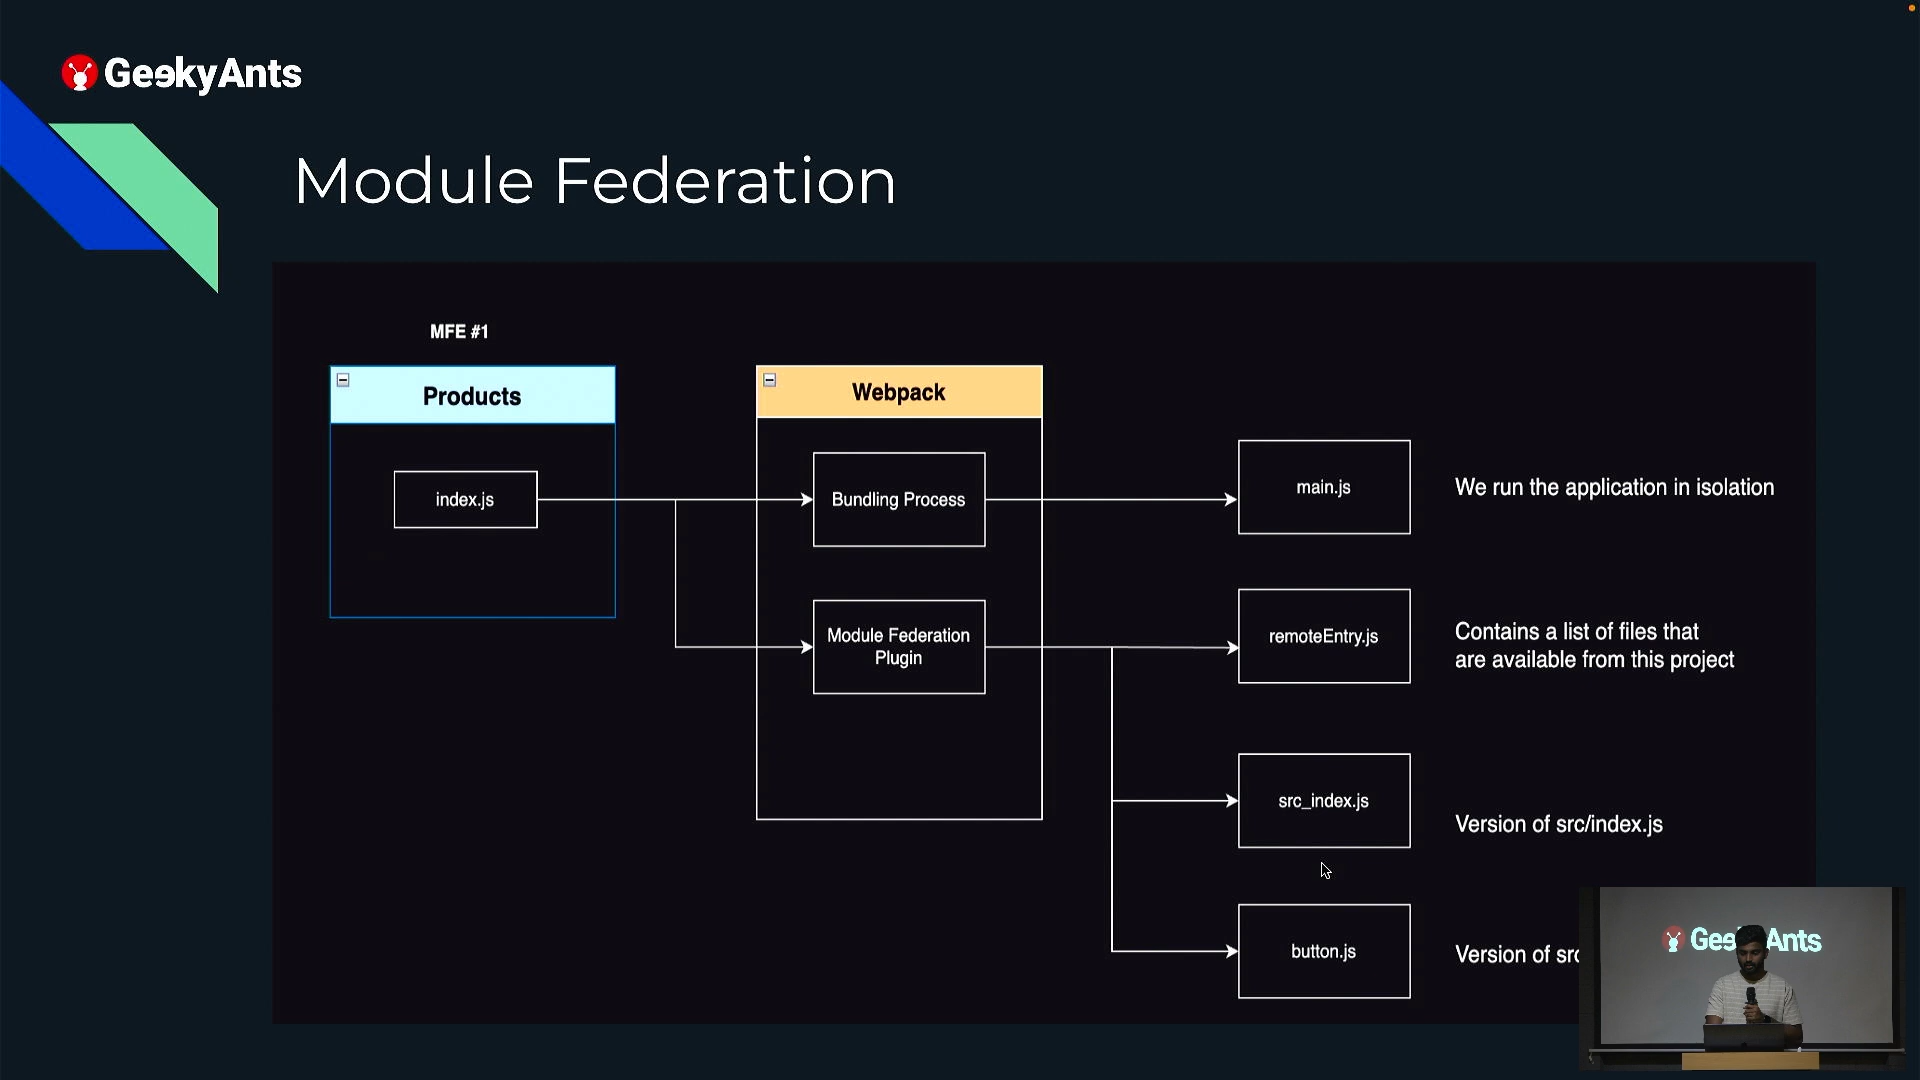 GeekyAnts
Module Federation
MFE #1
Products
Webpack
index.js
Bundling Process
main.js
We run the application in isolation
Module Federation
Plugin
remoteEntry.js
Contains a list of files that
are available from this project
src_index.js
Version of src/index.js
button.js
Version of
Ants